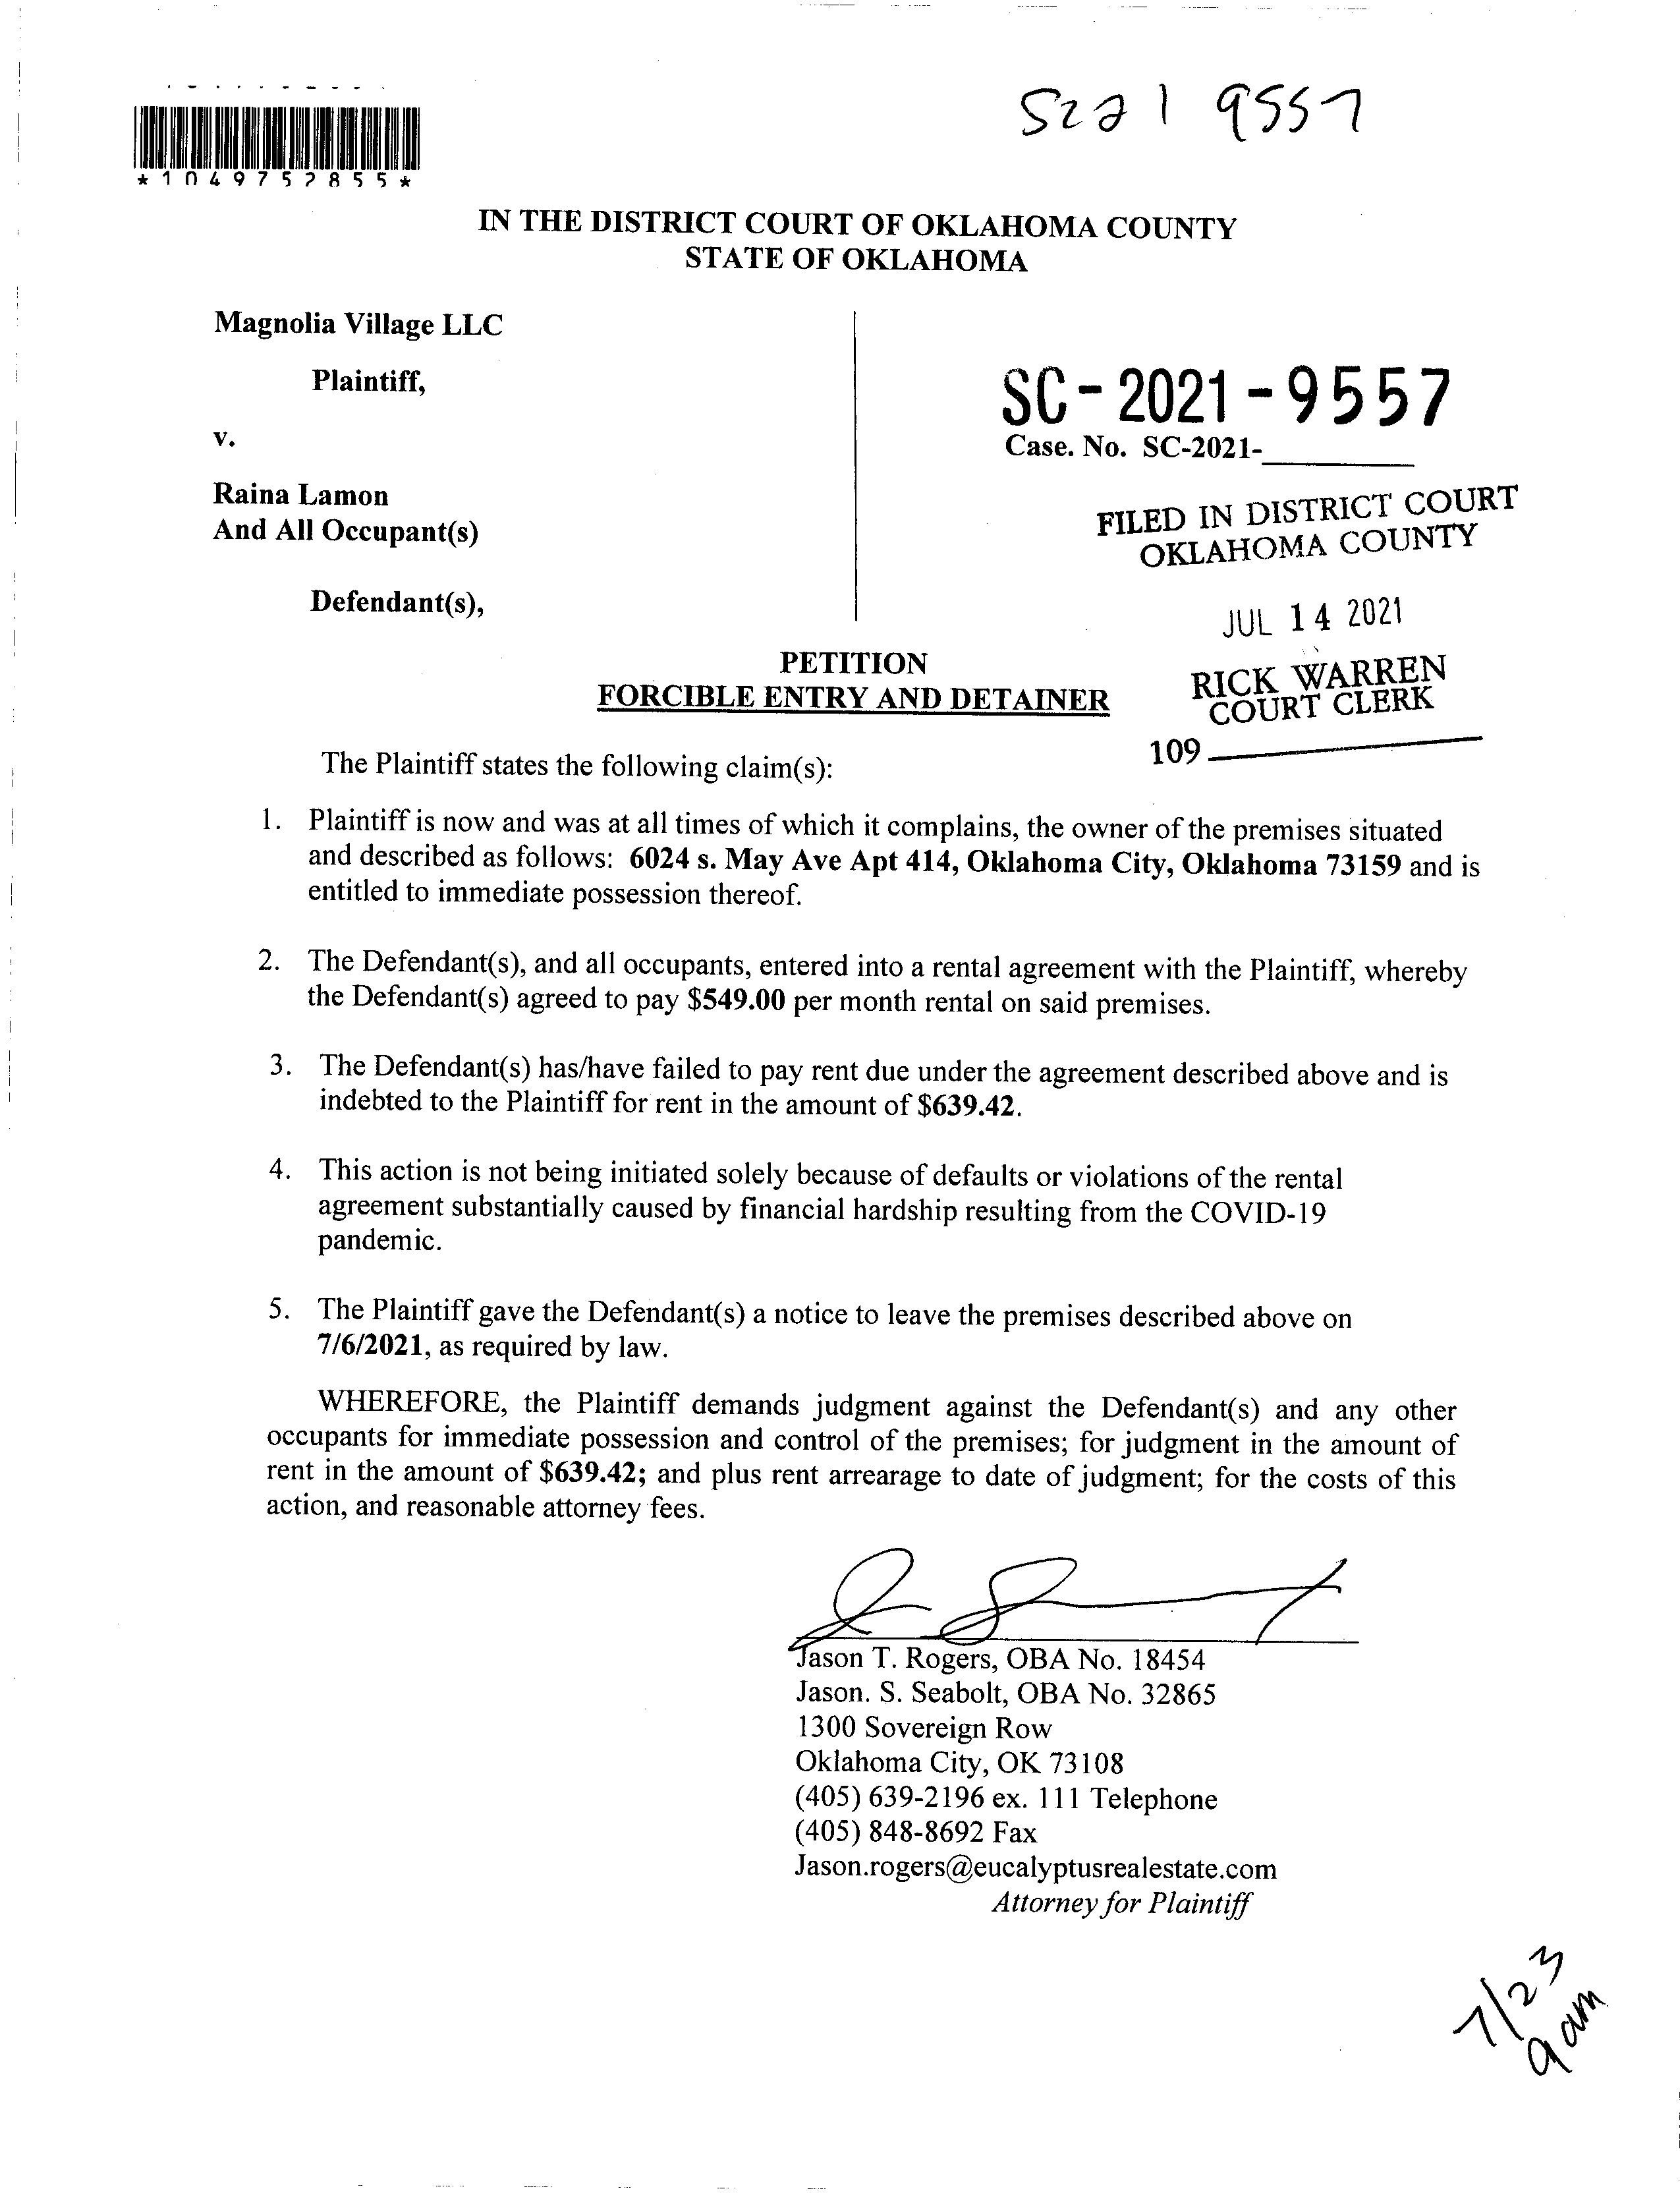 S221 9557
*1049752855*
IN THE DISTRICT COURT OF OKLAHOMA COUNTY
STATE OF OKLAHOMA
Magnolia Village LLC
Plaintiff,
v.
Raina Lamon
And All Occupant(s)
Defendant(s),
SC-2021-9557
Case. No. SC-2021-
FILED IN DISTRICT COURT
OKLAHOMA COUNTY
JUL 14 2021
RICK WARREN
COURT CLERK
109
PETITION
FORCIBLE ENTRY AND DETAINER
The Plaintiff states the following claim(s):
1. Plaintiff is now and was at all times of which it complains, the owner of the premises situated
and described as follows: 6024 s. May Ave Apt 414, Oklahoma City, Oklahoma 73159 and is
entitled to immediate possession thereof.
2. The Defendant(s), and all occupants, entered into a rental agreement with the Plaintiff, whereby
the Defendant(s) agreed to pay $549.00 per month rental on said premises.
3. The Defendant(s) has/have failed to pay rent due under the agreement described above and is
indebted to the Plaintiff for rent in the amount of $639.42.
4. This action is not being initiated solely because of defaults or violations of the rental
agreement substantially caused by financial hardship resulting from the COVID-19
pandemic.
5. The Plaintiff gave the Defendant(s) a notice to leave the premises described above on
7/6/2021, as required by law.
WHEREFORE, the Plaintiff demands judgment against the Defendant(s) and any other
occupants for immediate possession and control of the premises; for judgment in the amount of
rent in the amount of $639.42; and plus rent arrearage to date of judgment; for the costs of this
action, and reasonable attorney fees.
Jason T. Rogers, OBA No. 18454
Jason. S. Seabolt, OBA No. 32865
1300 Sovereign Row
Oklahoma City, OK 73108
(405) 639-2196 ex. 111 Telephone
(405) 848-8692 Fax
Jason.rogers@eucalyptusrealestate.com
Attorney for Plaintiff
7/23
9am